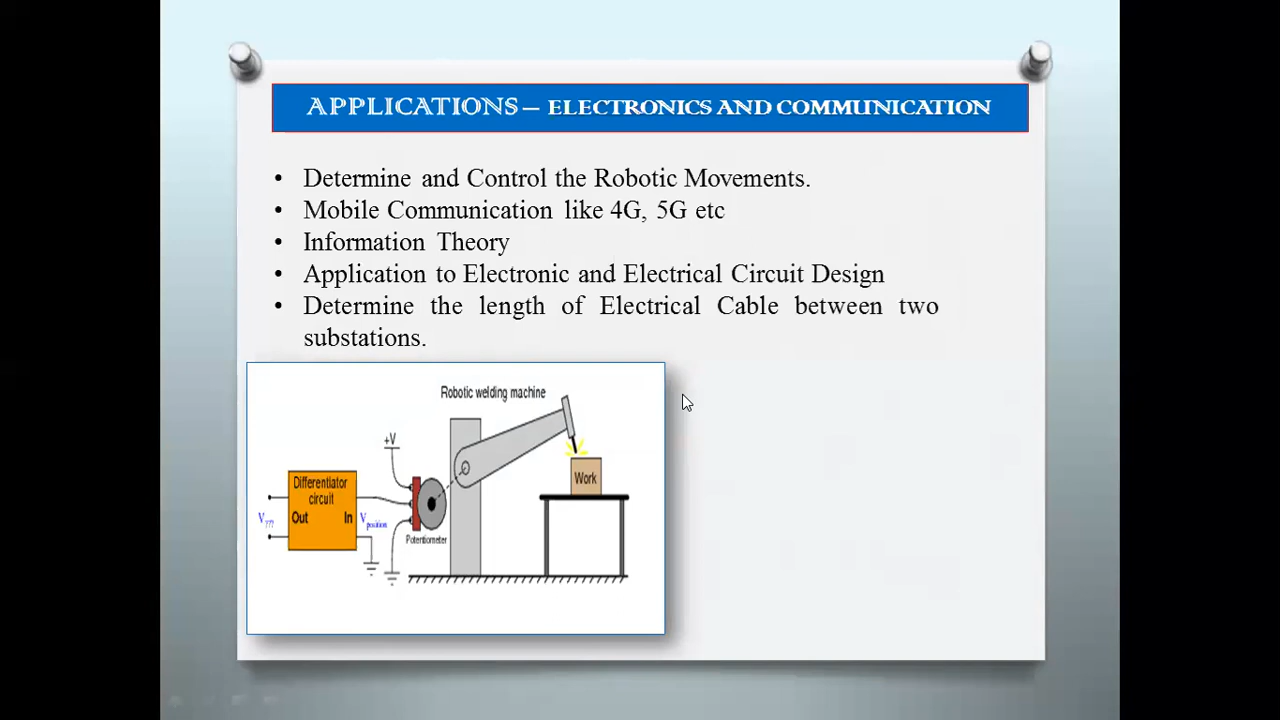 APPLICATIONS – ELECTRONICS AND COMMUNICATION
• Determine and Control the Robotic Movements.
• Mobile Communication like 4G, 5G etc
• Information Theory
• Application to Electronic and Electrical Circuit Design
• Determine the length of Electrical Cable between two
substations.
Robotic welding machine
+V
Differentiator
circuit
Out In
V???
Vposition
Potentiometer
Work